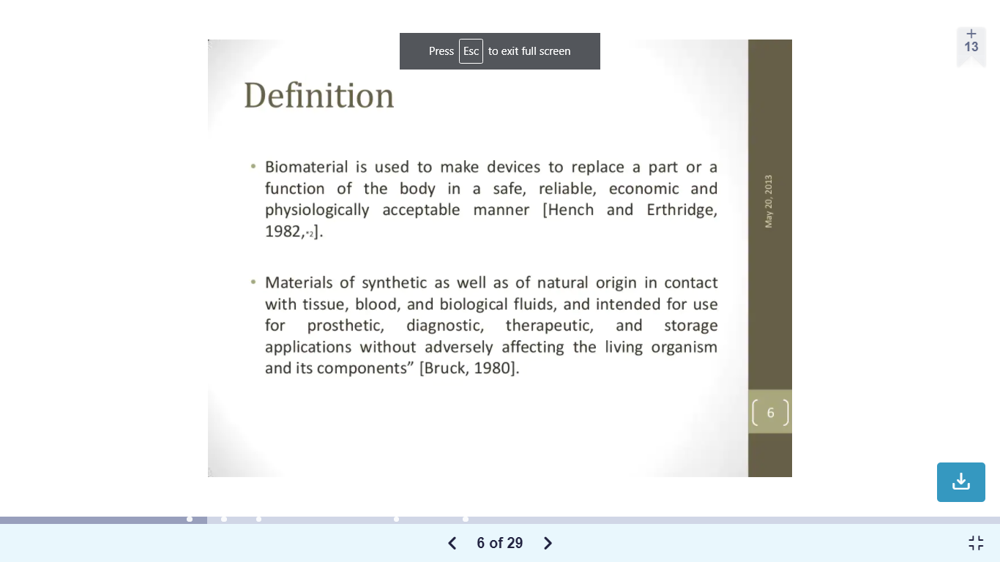 Press Esc to exit full screen
13
Definition
• Biomaterial is used to make devices to replace a part or a
function of the body in a safe, reliable, economic and
physiologically acceptable manner [Hench and Erthridge,
1982,*2].
• Materials of synthetic as well as of natural origin in contact
with tissue, blood, and biological fluids, and intended for use
for prosthetic, diagnostic, therapeutic, and storage
applications without adversely affecting the living organism
and its components” [Bruck, 1980].
May 20, 2013
6
6 of 29